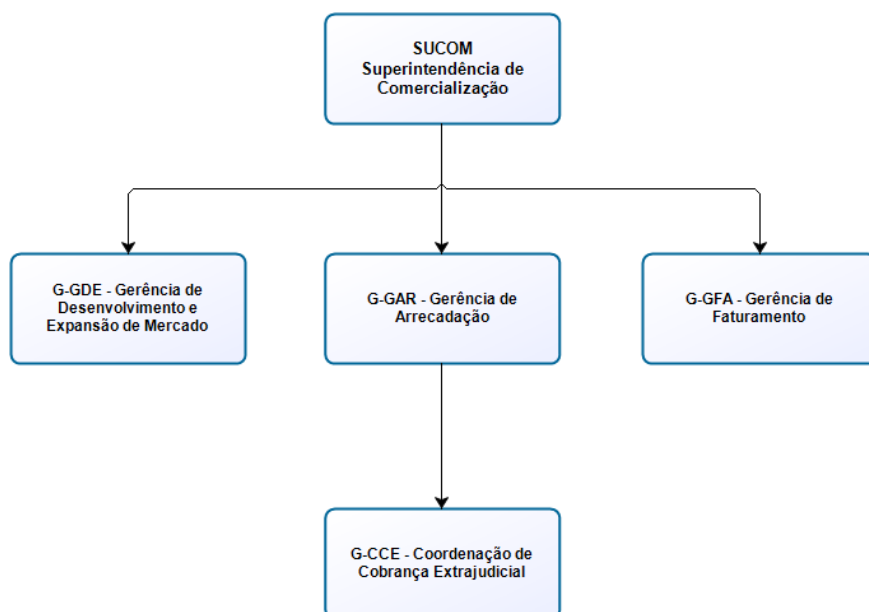 SUCOM
Superintendência de
Comercialização
G-GDE - Gerência de
Desenvolvimento e
Expansão de Mercado
G-GAR - Gerência de
Arrecadação
G-GFA - Gerência de
Faturamento
G-CCE - Coordenação de
Cobrança Extrajudicial